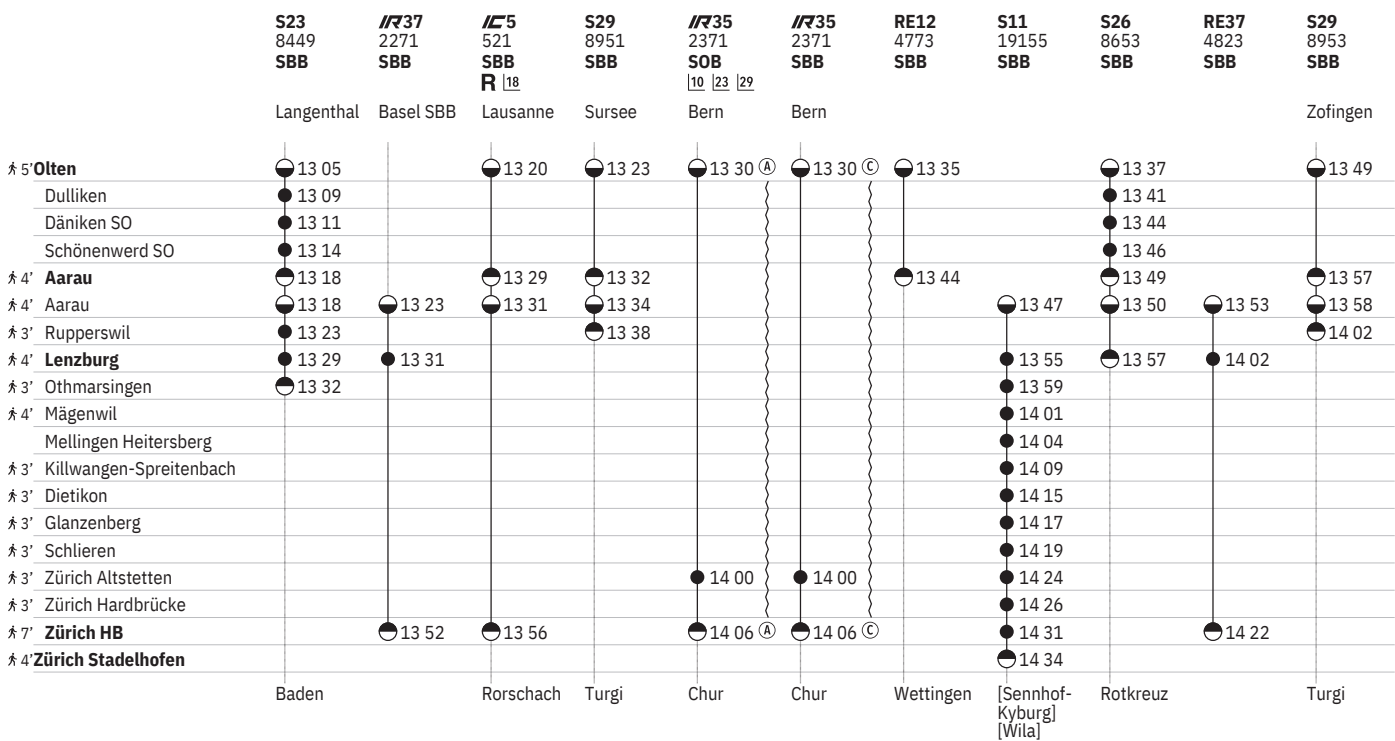 S23 IR37 IC5 S29 IR35 IR35 RE12 S11 S26 RE37 S29
8449 2271 521 8951 2371 2371 4773 19155 8653 4823 8953
SBB SBB SBB SBB SOB SBB SBB SBB SBB SBB SBB
R 18 10 23 29
Langenthal Basel SBB Lausanne Sursee Bern Bern Zofingen
5’ Olten 13 05 13 20 13 23 13 30 A 13 30 C 13 35 13 37 13 49
Dulliken 13 09 13 41
Däniken SO 13 11 13 44
Schönenwerd SO 13 14 13 46
4’ Aarau 13 18 13 29 13 32 13 44 13 49 13 57
4’ Aarau 13 18 13 23 13 31 13 34 13 47 13 50 13 53 13 58
3’ Rupperswil 13 23 13 38 14 02
4’ Lenzburg 13 29 13 31 13 55 13 57 14 02
3’ Othmarsingen 13 32 13 59
4’ Mägenwil 14 01
Mellingen Heitersberg 14 04
3’ Killwangen-Spreitenbach 14 09
3’ Dietikon 14 15
3’ Glanzenberg 14 17
3’ Schlieren 14 19
3’ Zürich Altstetten 14 00 14 00 14 24
3’ Zürich Hardbrücke 14 26
7’ Zürich HB 13 52 13 56 14 06 A 14 06 C 14 31 14 22
4’ Zürich Stadelhofen 14 34
Baden Rorschach Turgi Chur Chur Wettingen [Sennhof- Rotkreuz Turgi
Kyburg]
[Wila]